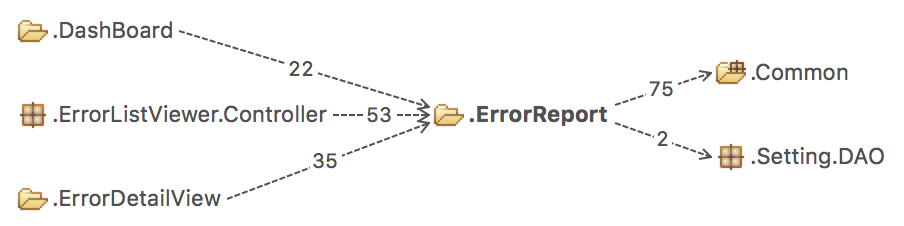 .DashBoard
22
.ErrorListViewer.Controller
53
.ErrorDetailView
35
.ErrorReport
75
.Common
2
.Setting.DAO